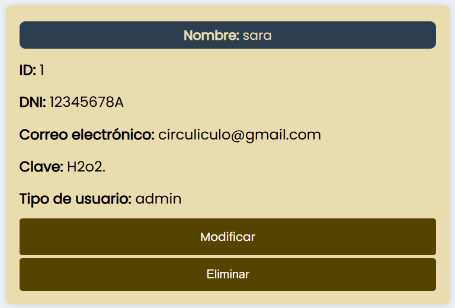 Nombre: sara
ID: 1
DNI: 12345678A
Correo electrónico: circuliculo@gmail.com
Clave: H2o2.
Tipo de usuario: admin
Modificar
Eliminar